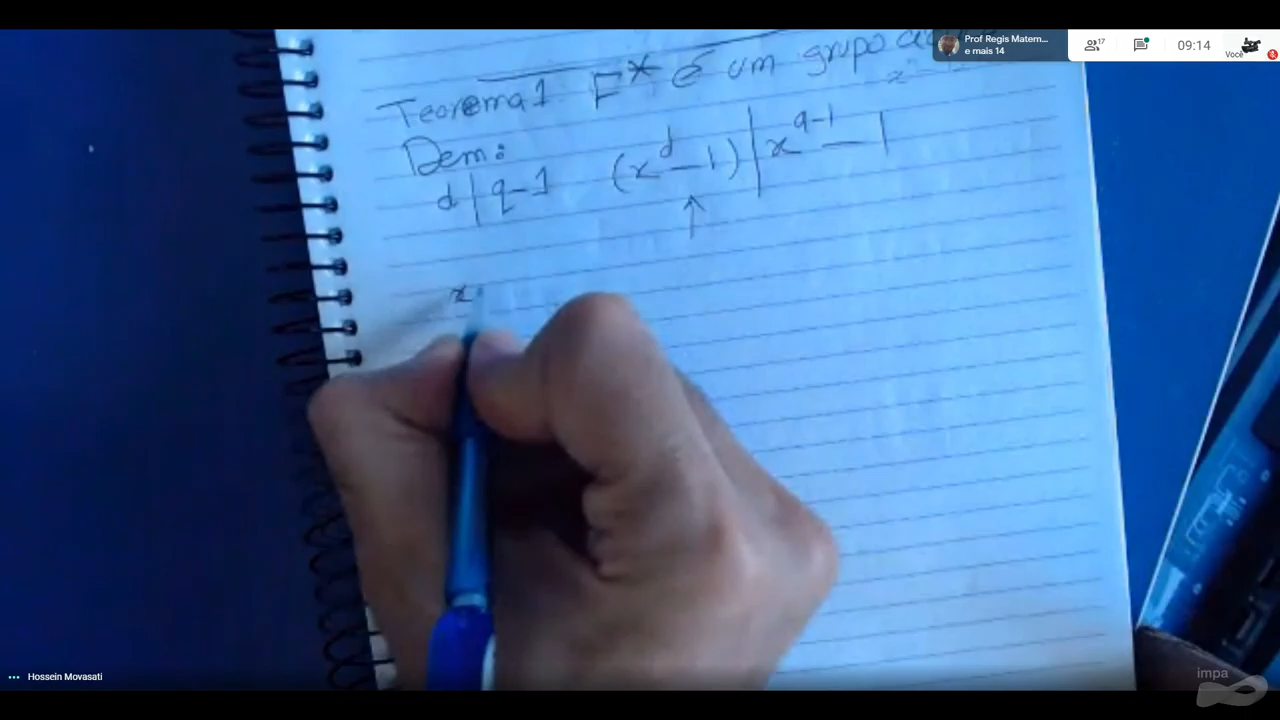 Prof Regis Matem...
e mais 14
17
09:14
Você
Teorema 1 F* é um grupo
Dem:
d | q-1 (x^d - 1) | x^{q-1} - 1
↑
x
Hossein Movasati
impa